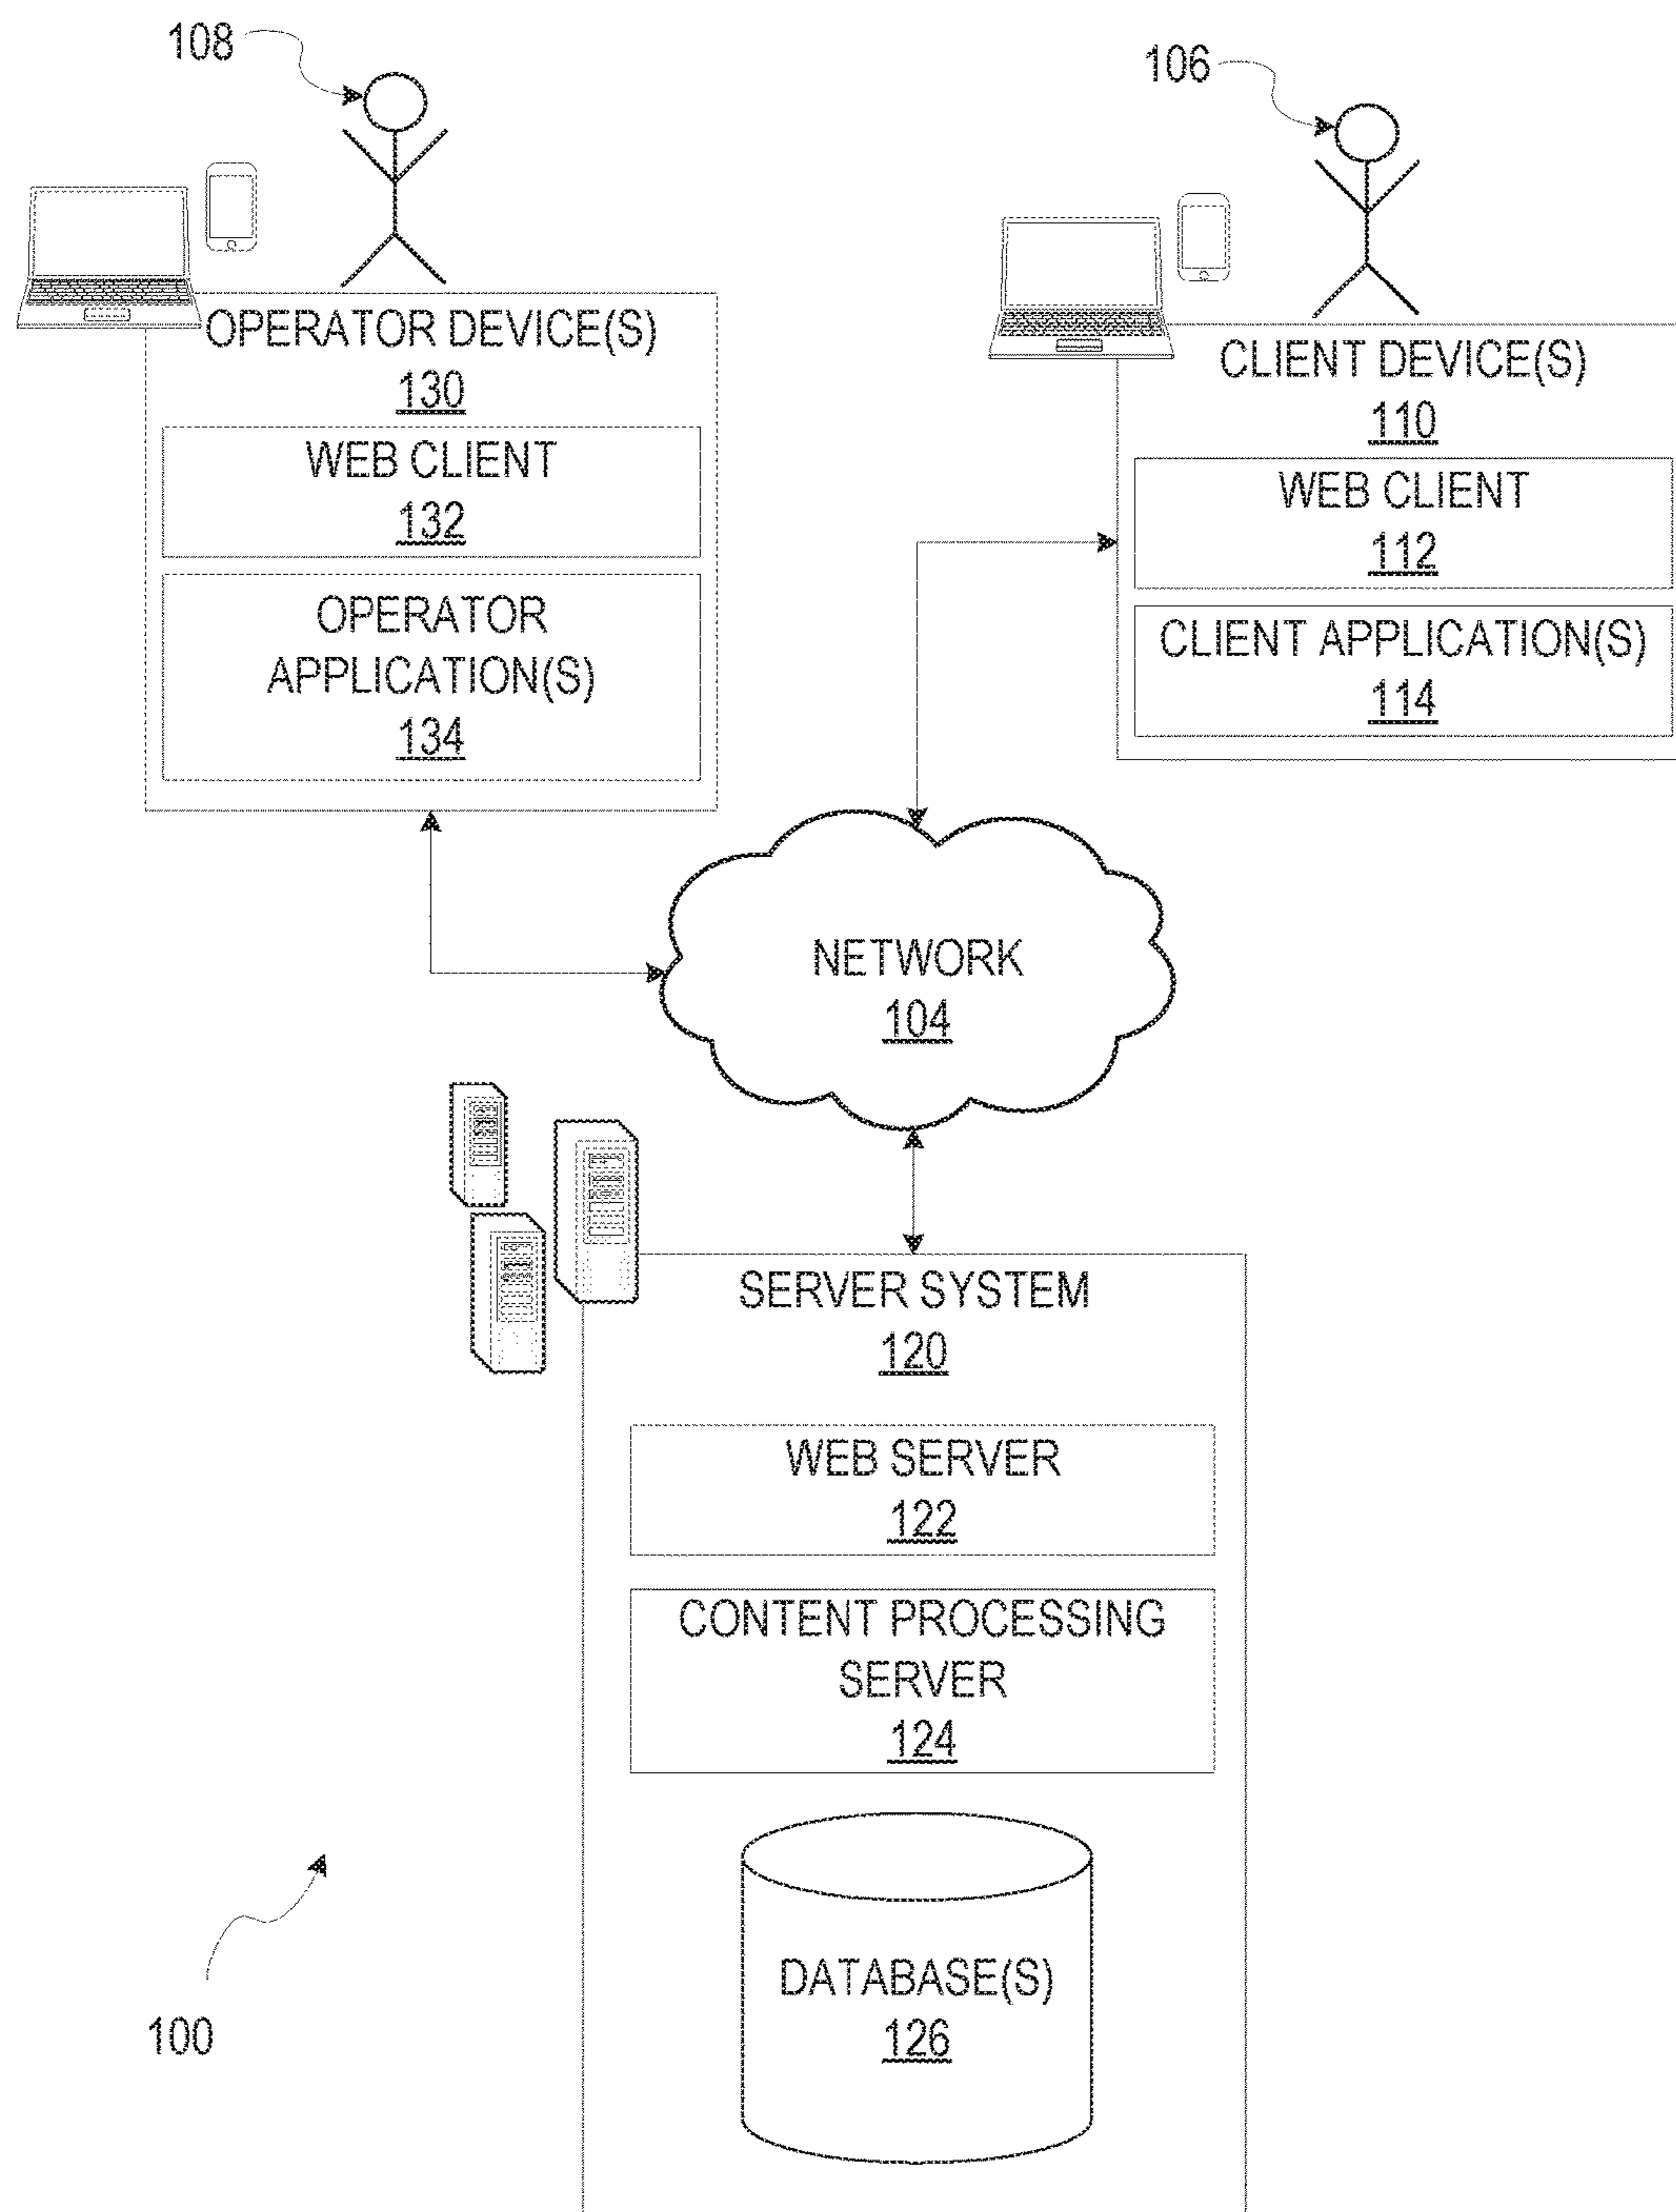 108
106
OPERATOR DEVICE(S)
130
WEB CLIENT
132
OPERATOR
APPLICATION(S)
134
CLIENT DEVICE(S)
110
WEB CLIENT
112
CLIENT APPLICATION(S)
114
NETWORK
104
SERVER SYSTEM
120
WEB SERVER
122
CONTENT PROCESSING
SERVER
124
DATABASE(S)
126
100